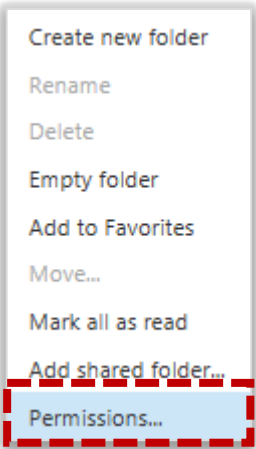 Create new folder
Rename
Delete
Empty folder
Add to Favorites
Move...
Mark all as read
Add shared folder...
Permissions...